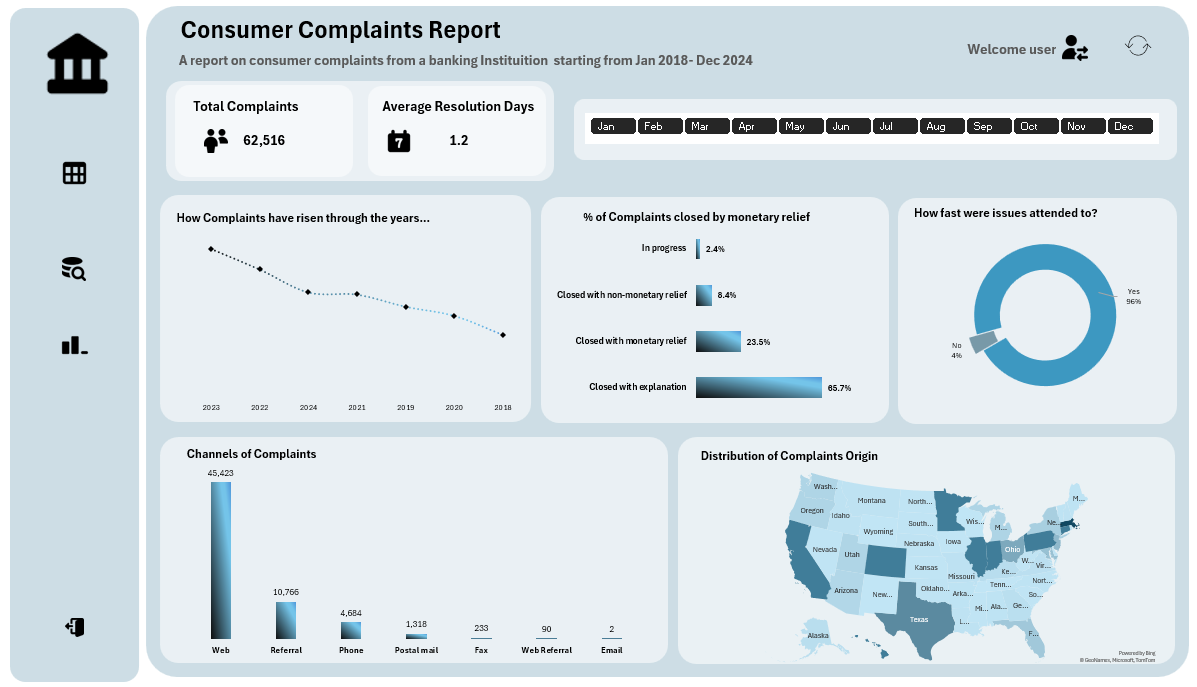 Consumer Complaints Report
A report on consumer complaints from a banking Instituition starting from Jan 2018- Dec 2024
Welcome user
Total Complaints
62,516
Average Resolution Days
7
1.2
Jan Feb Mar Apr May Jun Jul Aug Sep Oct Nov Dec
How Complaints have risen through the years...
2023 2022 2024 2021 2019 2020 2018
% of Complaints closed by monetary relief
In progress 2.4%
Closed with non-monetary relief 8.4%
Closed with monetary relief 23.5%
Closed with explanation 65.7%
How fast were issues attended to?
Yes
96%
No
4%
Channels of Complaints
45,423
10,766
4,684
1,318
233
90
2
Web Referral Phone Postal mail Fax Web Referral Email
Distribution of Complaints Origin
Wash...
Montana
North...
M...
Oregon
Idaho
South...
Wis...
M...
Ne...
Wyoming
Nebraska
Iowa
Nevada
Utah
Ohio
Kansas
Missouri
Ke...
W...
Vir...
Arizona
New...
Oklaho...
Arka...
Tenn...
Nort...
So...
Mi...
Ala...
Ge...
Texas
L...
F...
Alaska
Powered by Bing
© GeoNames, Microsoft, TomTom